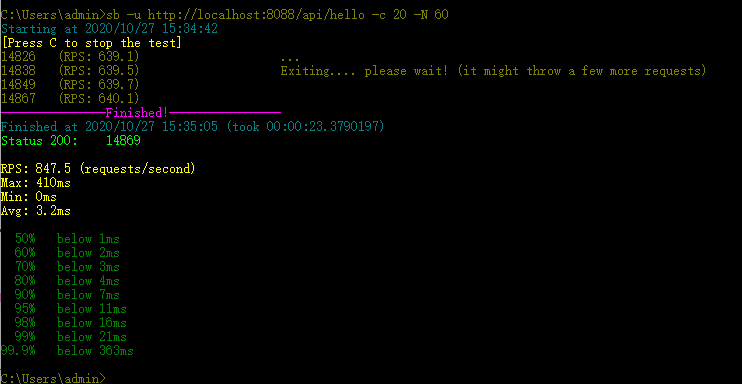 C:\Users\admin>sb -u http://localhost:8088/api/hello -c 20 -N 60
Starting at 2020/10/27 15:34:42
[Press C to stop the test]
14826   (RPS: 639.1)                    ...
14838   (RPS: 639.5)                    Exiting.... please wait! (it might throw a few more requests)
14849   (RPS: 639.7)
14867   (RPS: 640.1)
---------------Finished!----------------
Finished at 2020/10/27 15:35:05 (took 00:00:23.3790197)
Status 200:    14869
RPS: 847.5 (requests/second)
Max: 410ms
Min: 0ms
Avg: 3.2ms
50%   below 1ms
60%   below 2ms
70%   below 3ms
80%   below 4ms
90%   below 7ms
95%   below 11ms
98%   below 16ms
99%   below 21ms
99.9%   below 363ms
C:\Users\admin>